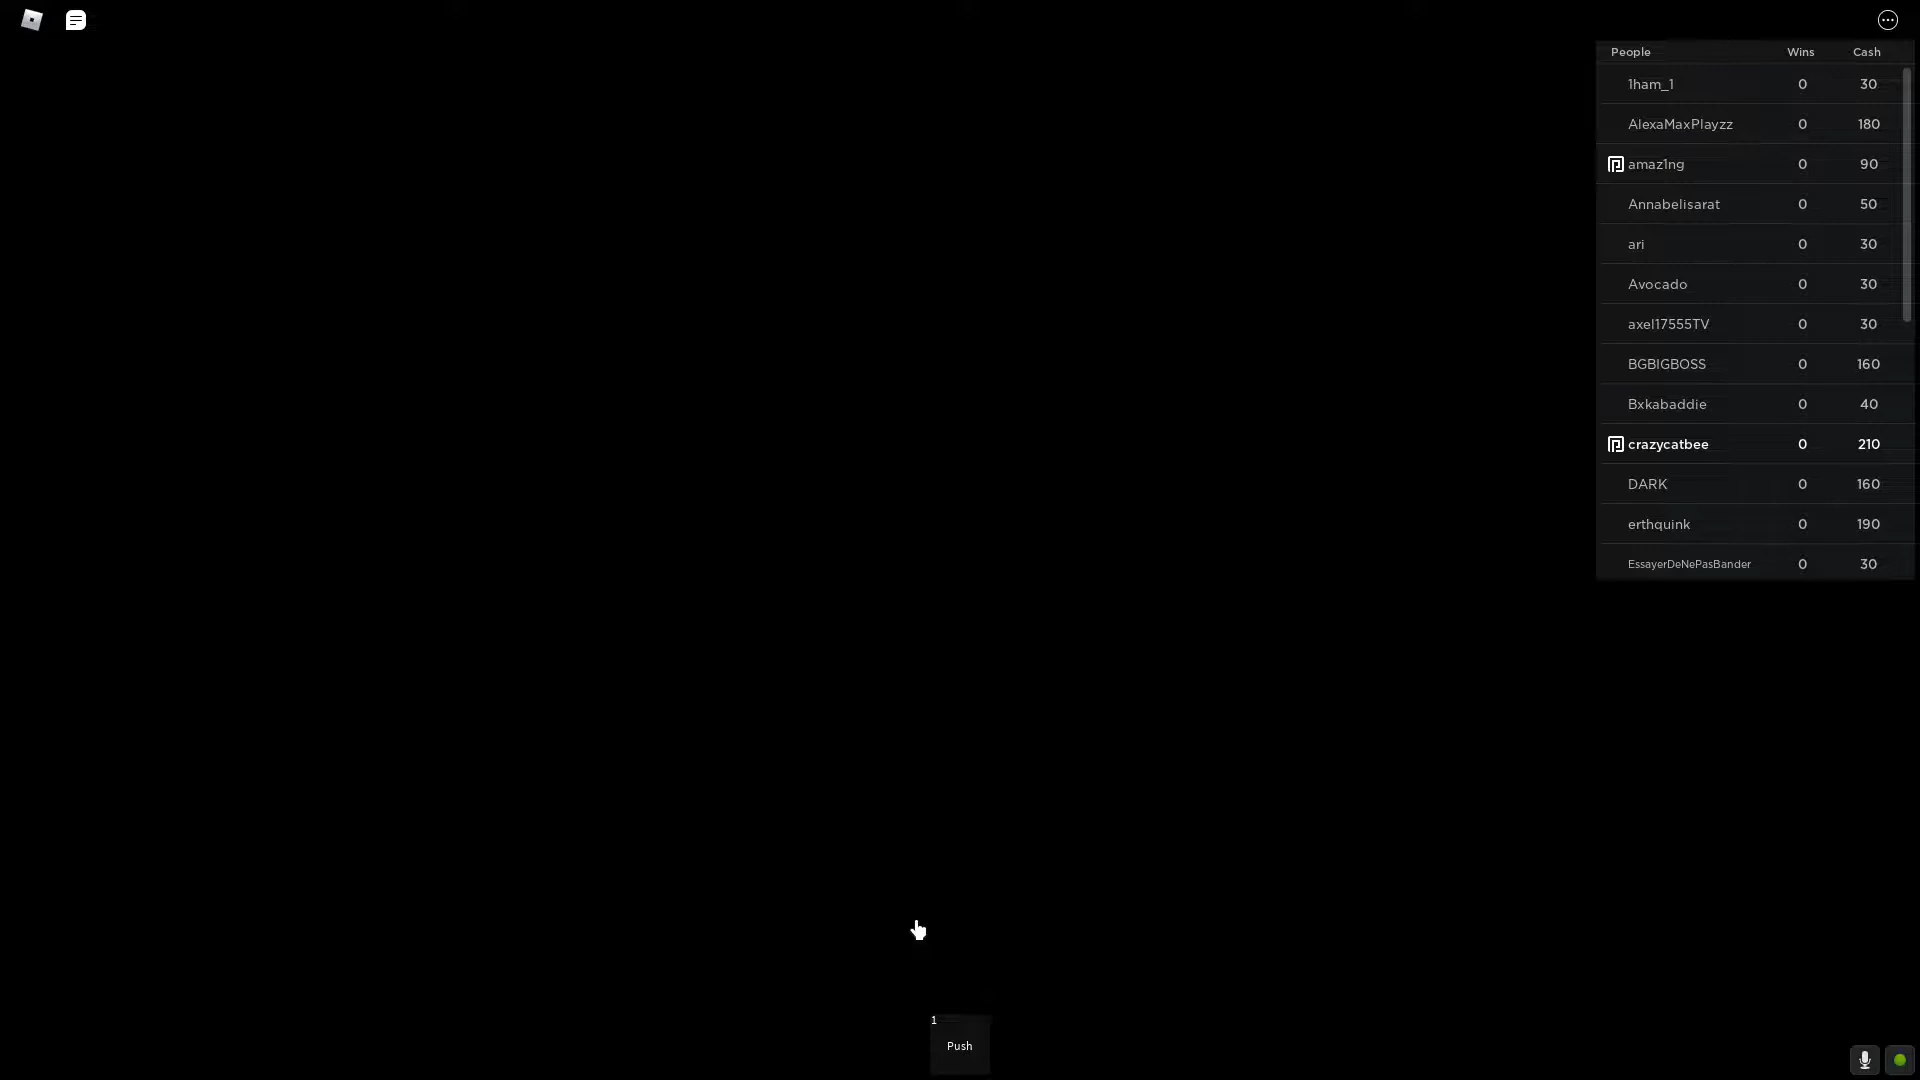 People Wins Cash
1ham_1 0 30
AlexaMaxPlayzz 0 180
amaz1ng 0 90
Annabelisarat 0 50
ari 0 30
Avocado 0 30
axel17555TV 0 30
BGBIGBOSS 0 160
Bxkabaddie 0 40
crazycatbee 0 210
DARK 0 160
erthquink 0 190
EssayerDeNePasBander 0 30
1
Push